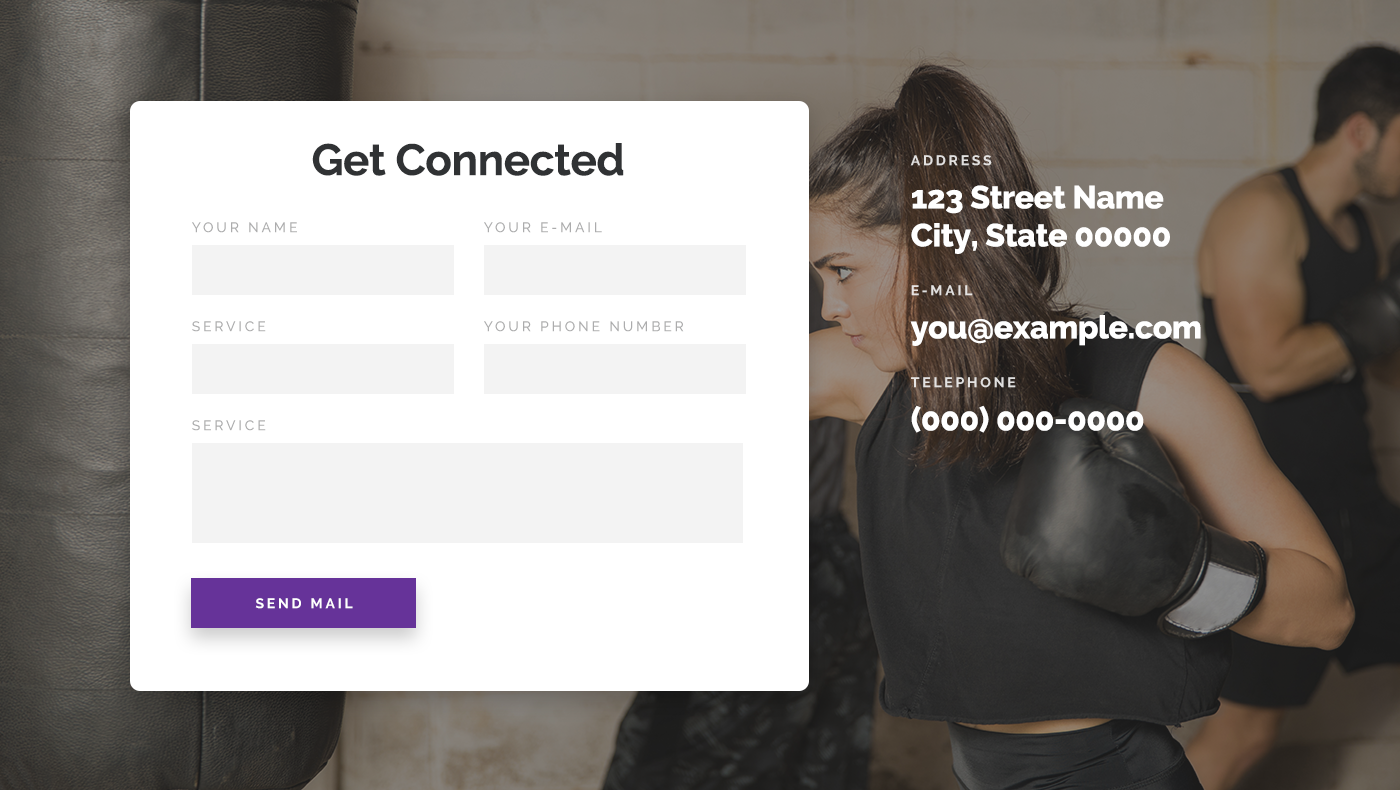 Get Connected
YOUR NAME
YOUR E-MAIL
SERVICE
YOUR PHONE NUMBER
SERVICE
SEND MAIL
ADDRESS
123 Street Name
City, State 00000
E-MAIL
you@example.com
TELEPHONE
(000) 000-0000